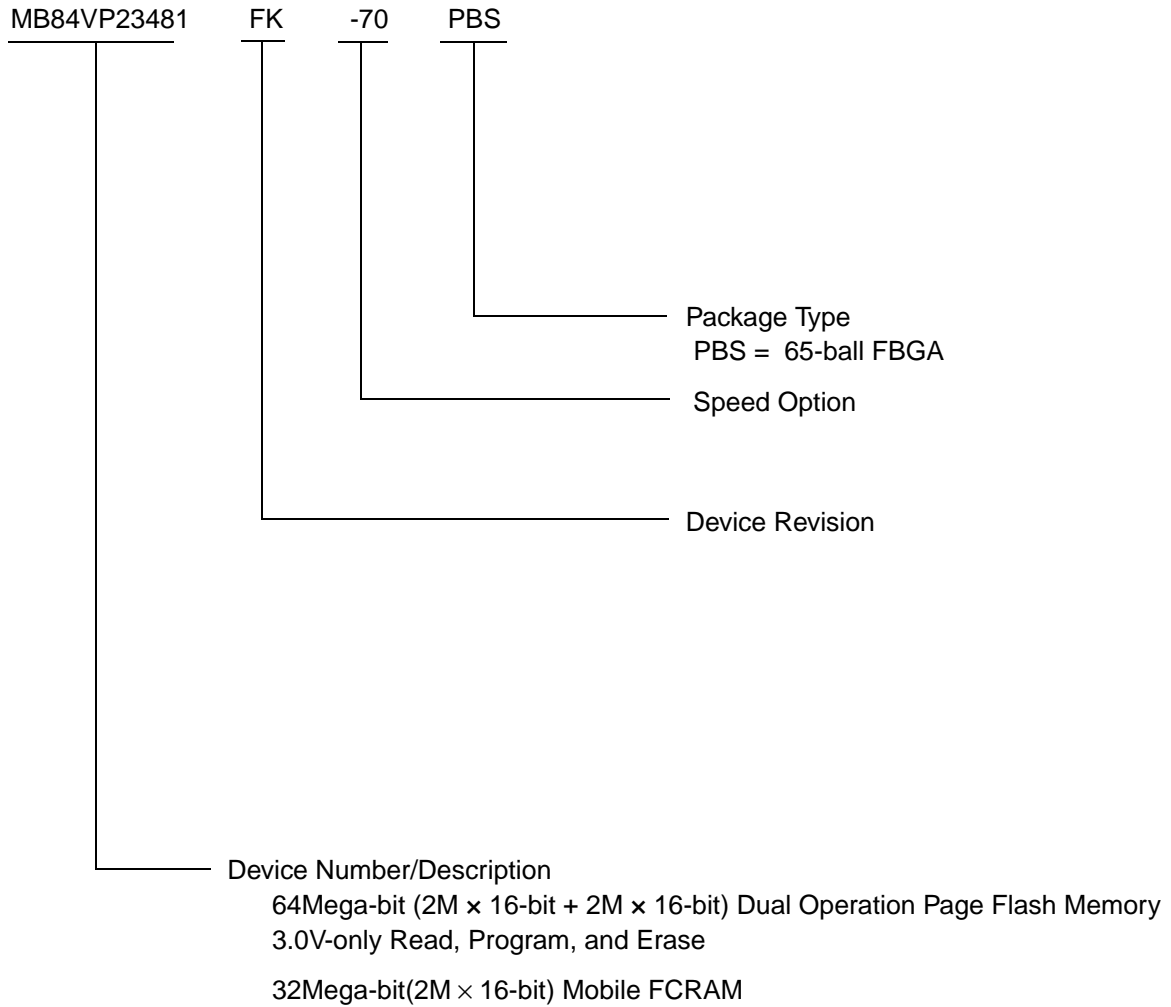 MB84VP23481 FK -70 PBS
Package Type
PBS = 65-ball FBGA
Speed Option
Device Revision
Device Number/Description
64Mega-bit (2M × 16-bit + 2M × 16-bit) Dual Operation Page Flash Memory
3.0V-only Read, Program, and Erase
32Mega-bit(2M × 16-bit) Mobile FCRAM